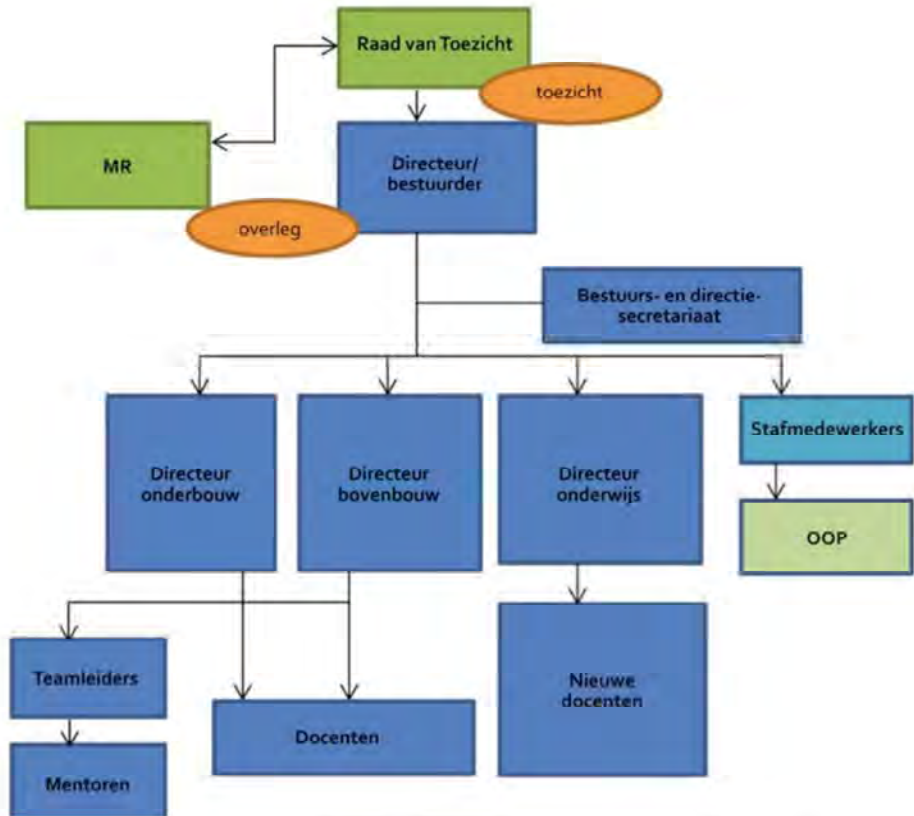 Raad van Toezicht
toezicht
MR
Directeur/
bestuurder
overleg
Bestuurs- en directie-
secretariaat
Directeur
onderbouw
Directeur
bovenbouw
Directeur
onderwijs
Stafmedewerkers
OOP
Teamleiders
Docenten
Nieuwe
docenten
Mentoren